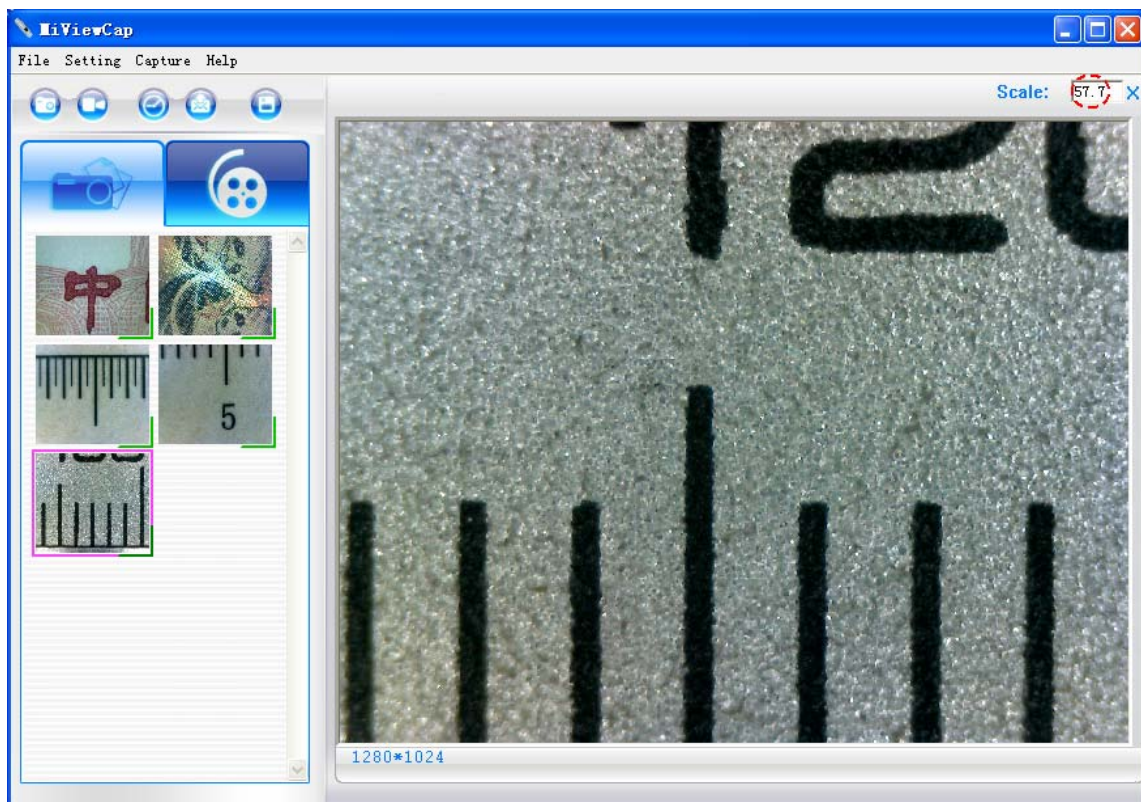 MiViewCap
File Setting Capture Help
Scale: 57.7 X
中
5
120
1280*1024